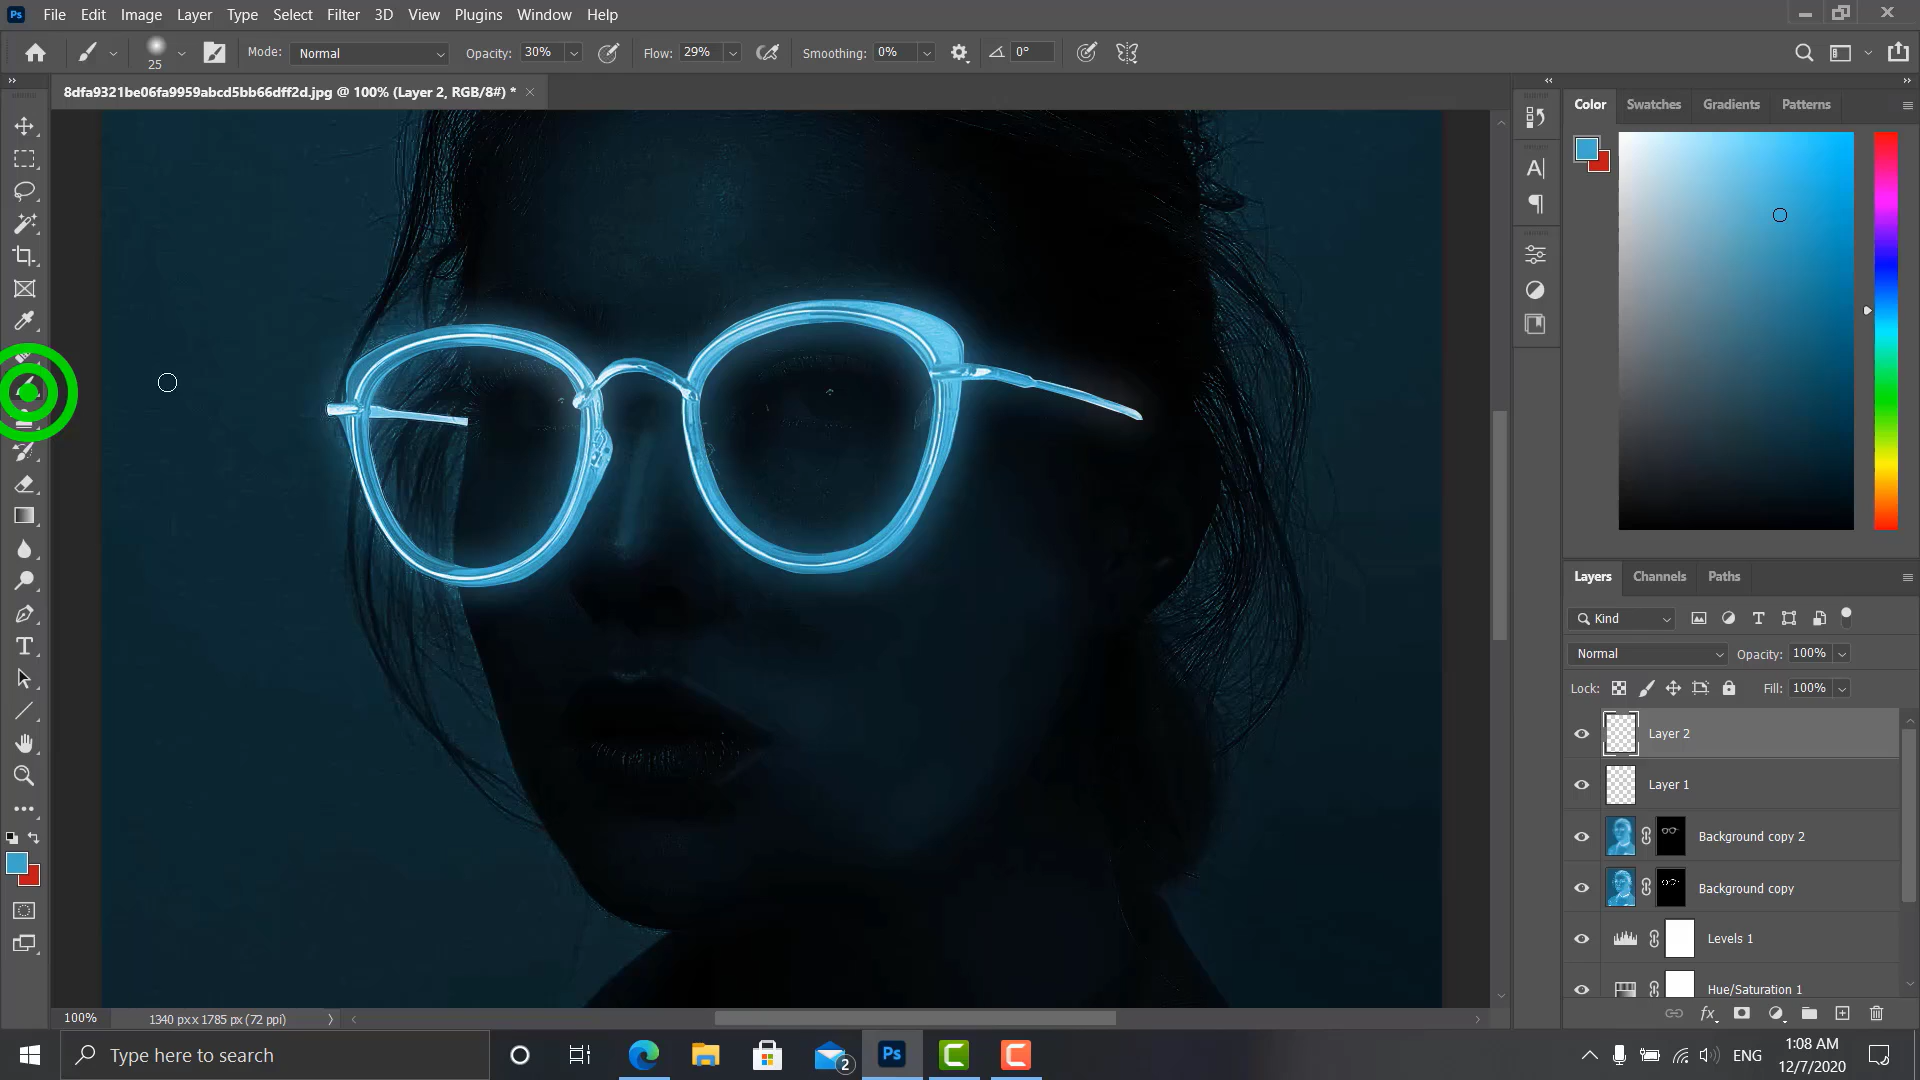 Ps File Edit Image Layer Type Select Filter 3D View Plugins Window Help
25 Mode: Normal Opacity: 30% Flow: 29% Smoothing: 0% 0°
8dfa9321be06fa9959abcd5bb66dff2d.jpg @ 100% (Layer 2, RGB/8#) * ×
Color Swatches Gradients Patterns
Layers Channels Paths
Kind
Normal Opacity: 100%
Lock: Fill: 100%
Layer 2
Layer 1
Background copy 2
Background copy
Levels 1
Hue/Saturation 1
100% 1340 px x 1785 px (72 ppi)
Type here to search
2
Ps
ENG
1:08 AM
12/7/2020